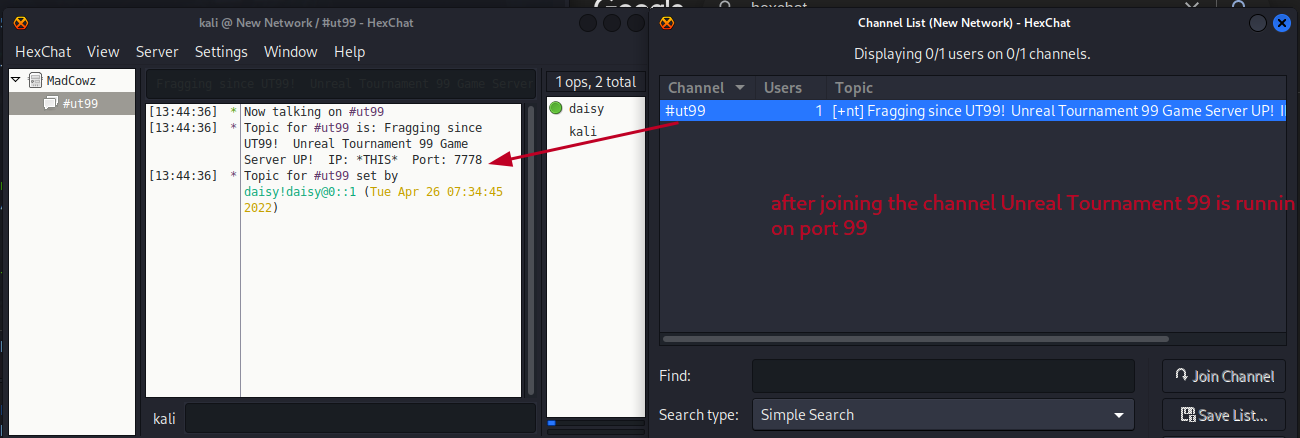 Google
hexchat
kali @ New Network / #ut99 - HexChat
HexChat View Server Settings Window Help
MadCowz
#ut99
Fragging since UT99! Unreal Tournament 99 Game Server
[13:44:36] * Now talking on #ut99
[13:44:36] * Topic for #ut99 is: Fragging since
UT99! Unreal Tournament 99 Game
Server UP! IP: *THIS* Port: 7778
[13:44:36] * Topic for #ut99 set by
daisy!daisy@0::1 (Tue Apr 26 07:34:45
2022)
1 ops, 2 total
daisy
kali
kali
Channel List (New Network) - HexChat
Displaying 0/1 users on 0/1 channels.
Channel Users Topic
#ut99 1 [+nt] Fragging since UT99! Unreal Tournament 99 Game Server UP!
after joining the channel Unreal Tournament 99 is runnin
on port 99
Find:
Join Channel
Search type: Simple Search
Save List...